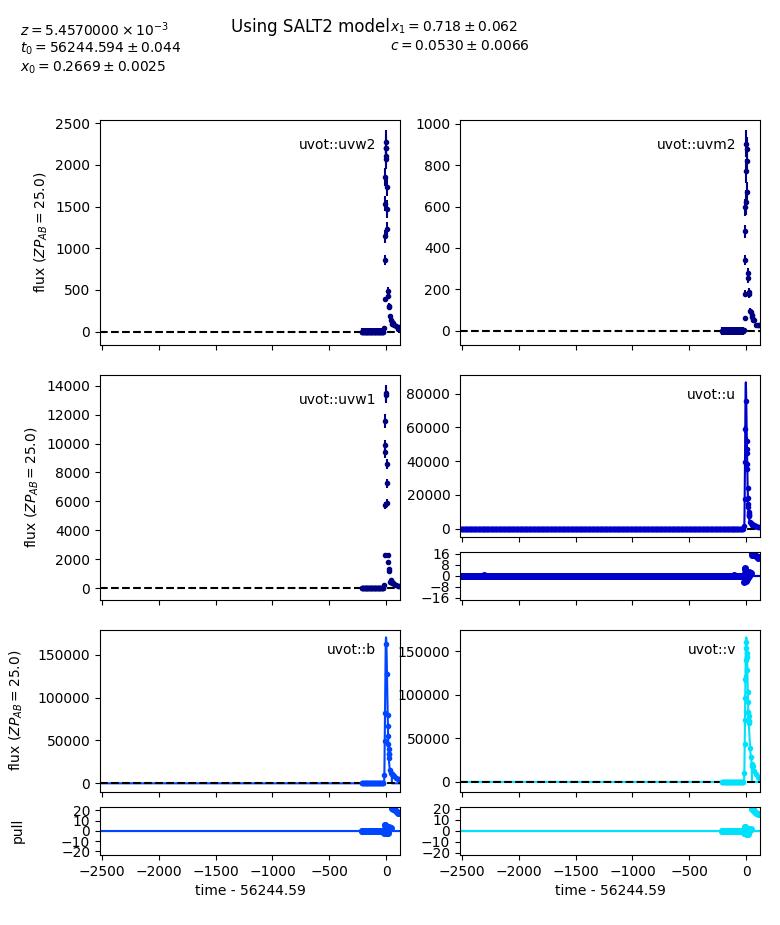 Using SALT2 model
z = 5.4570000 × 10⁻³
t₀ = 56244.594 ± 0.044
x₀ = 0.2669 ± 0.0025
x₁ = 0.718 ± 0.062
c = 0.0530 ± 0.0066
uvot::uvw2
2500
2000
1500
1000
500
0
flux (ZP_AB = 25.0)
uvot::uvm2
1000
800
600
400
200
0
uvot::uvw1
14000
12000
10000
8000
6000
4000
2000
0
flux (ZP_AB = 25.0)
uvot::u
80000
60000
40000
20000
0
16
8
0
−8
−16
uvot::b
150000
100000
50000
0
flux (ZP_AB = 25.0)
20
10
0
−10
−20
pull
−2500 −2000 −1500 −1000 −500 0
time - 56244.59
uvot::v
150000
100000
50000
0
20
10
0
−10
−20
−2500 −2000 −1500 −1000 −500 0
time - 56244.59